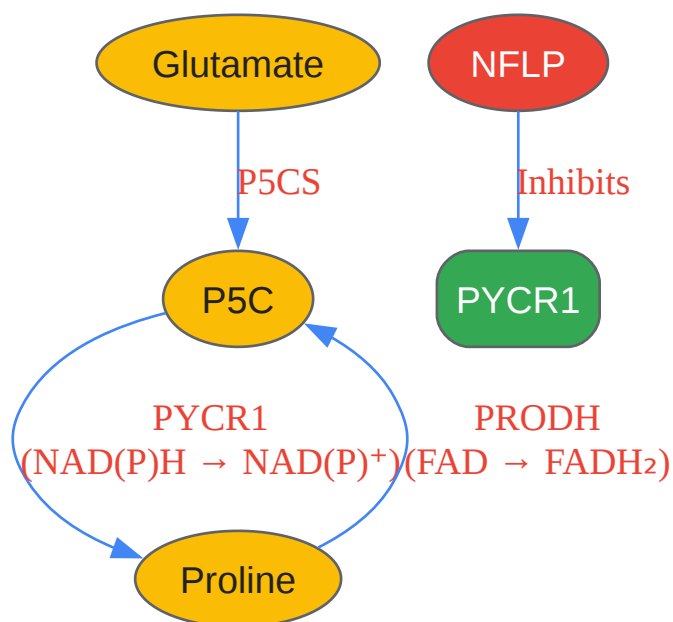 Glutamate
NFLP
P5CS
Inhibits
P5C
PYCR1
PYCR1
(NAD(P)H → NAD(P)⁺)
PRODH
(FAD → FADH₂)
Proline